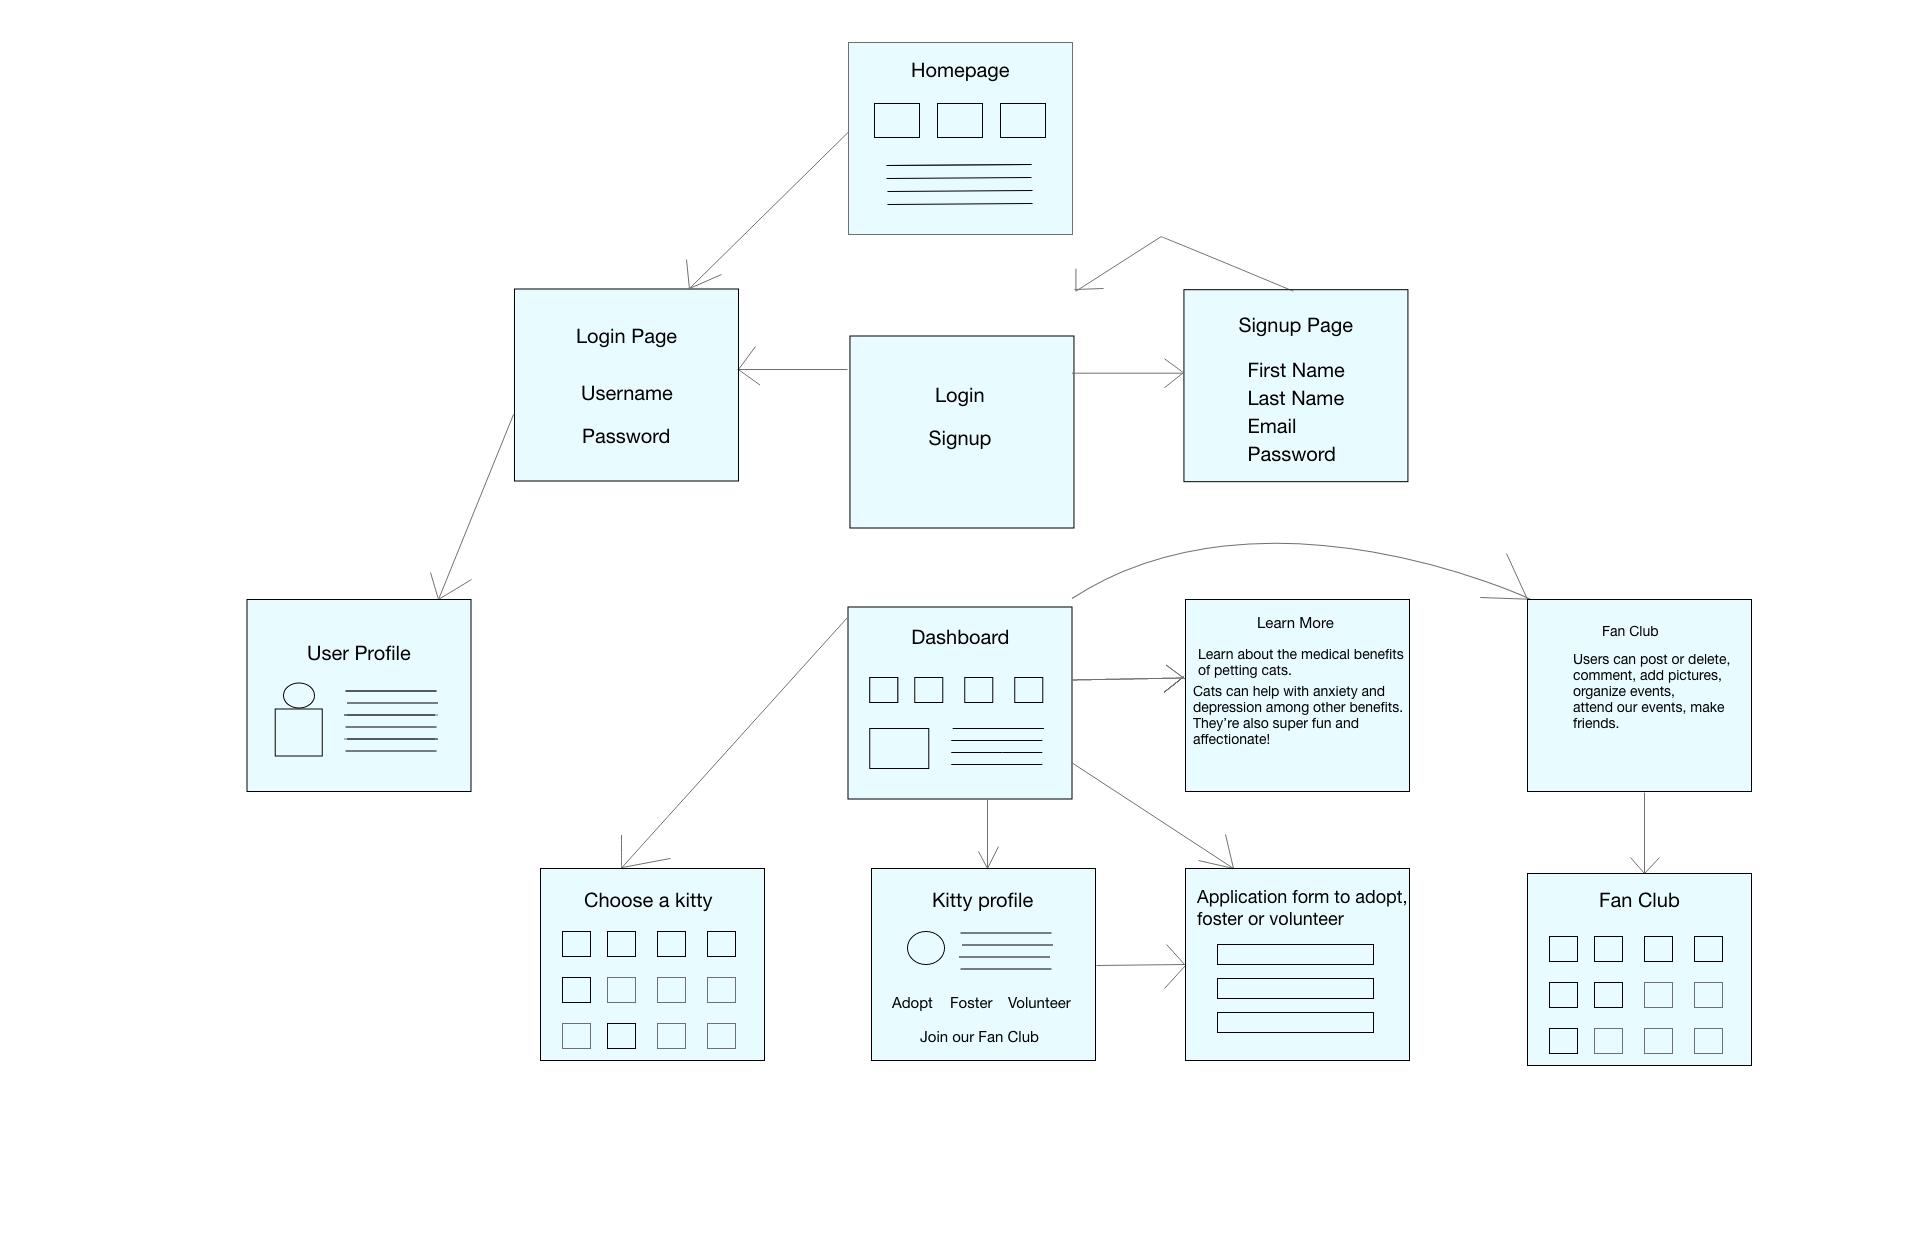 Homepage
Login Page
Username
Password
Login
Signup
Signup Page
First Name
Last Name
Email
Password
User Profile
Dashboard
Learn More
Learn about the medical benefits
of petting cats.
Cats can help with anxiety and
depression among other benefits.
They’re also super fun and
affectionate!
Fan Club
Users can post or delete,
comment, add pictures,
organize events,
attend our events, make
friends.
Choose a kitty
Kitty profile
Adopt Foster Volunteer
Join our Fan Club
Application form to adopt,
foster or volunteer
Fan Club